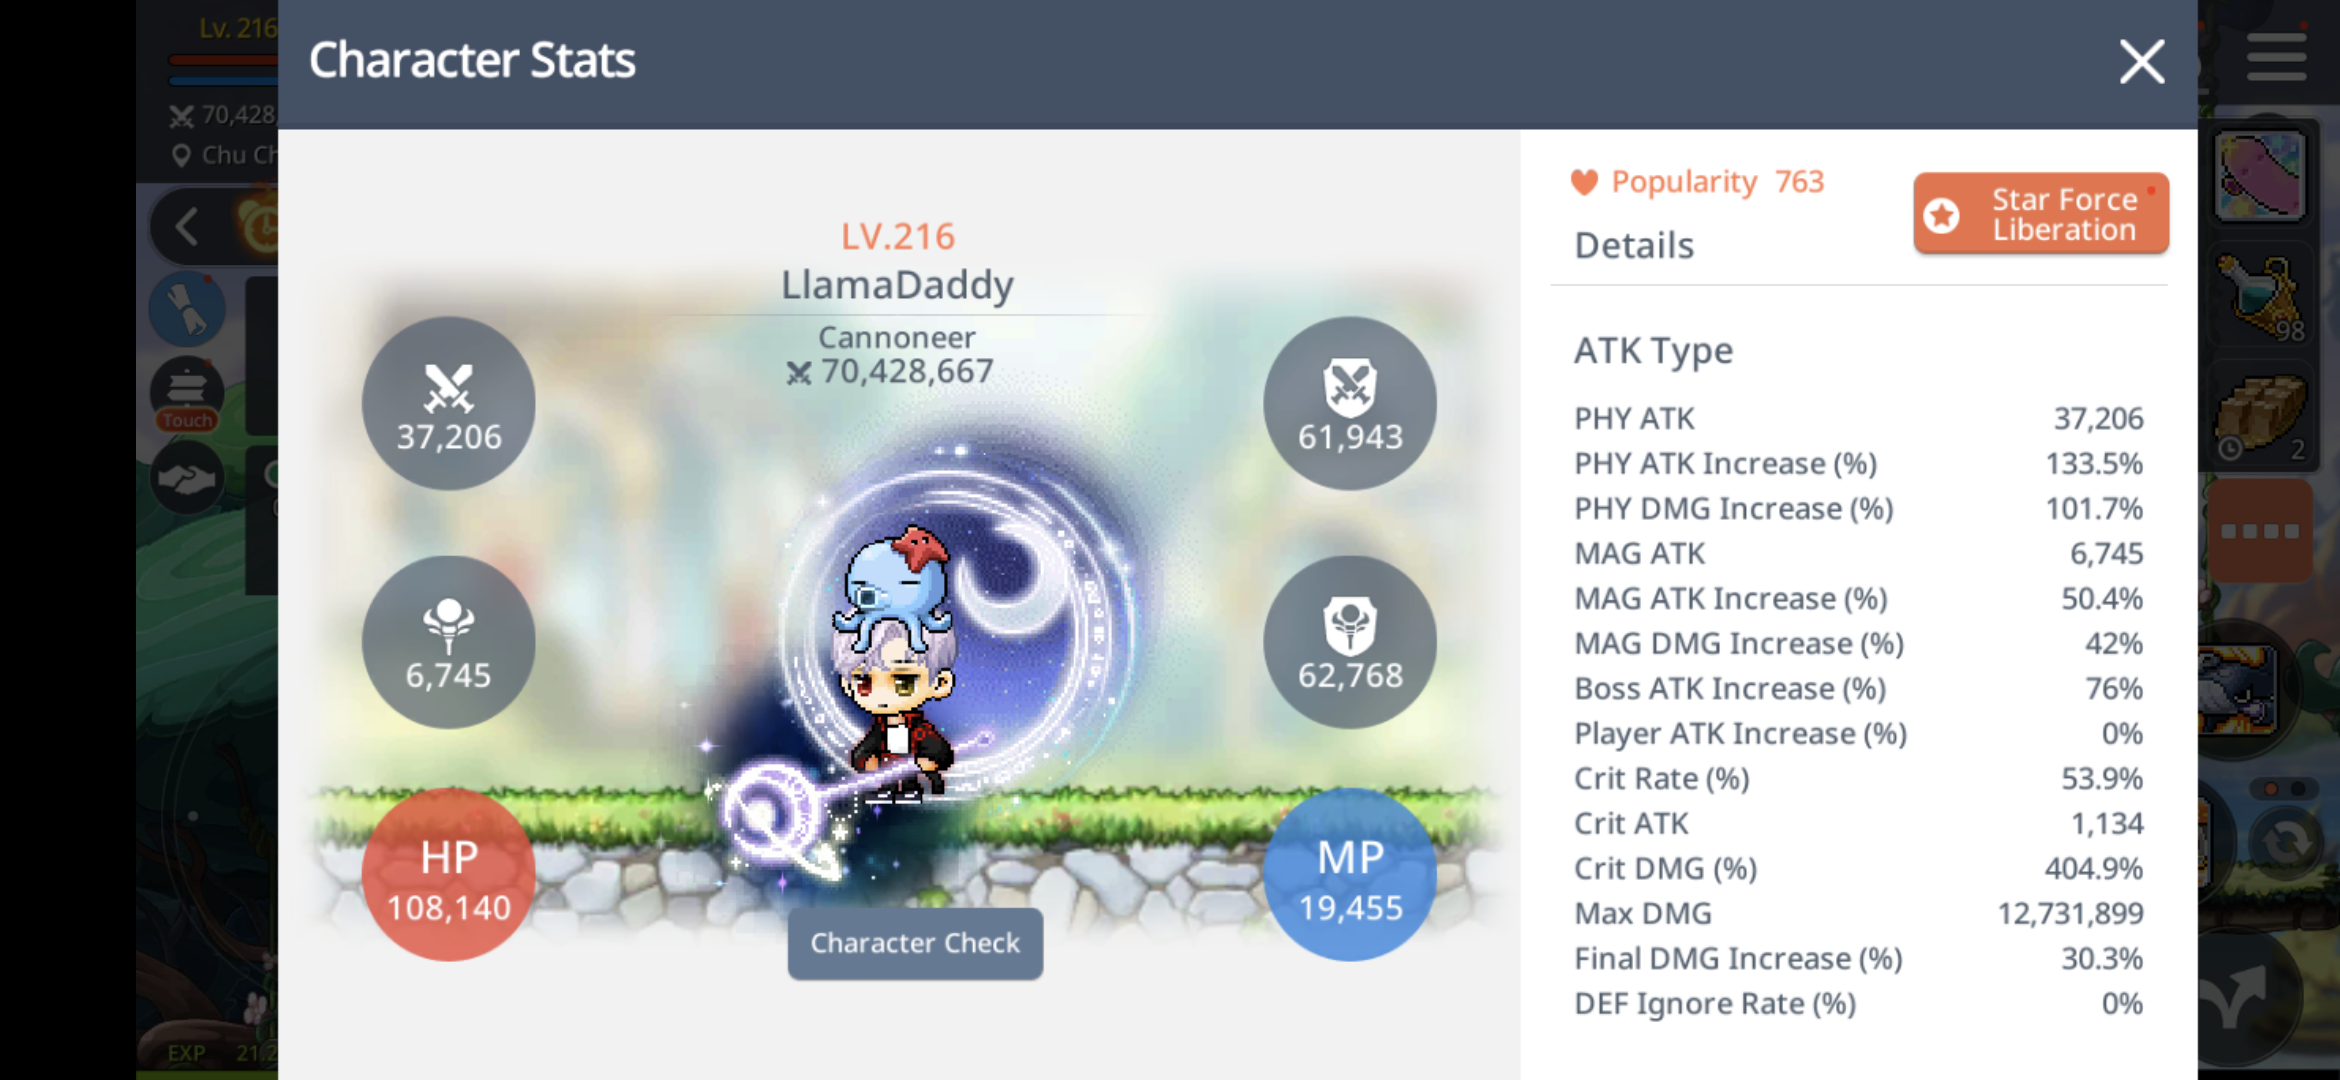 Lv. 216
70,428,
Chu Ch
Touch
EXP 21.2
Character Stats
LV.216
LlamaDaddy
Cannoneer
70,428,667
37,206
61,943
6,745
62,768
HP
108,140
MP
19,455
Character Check
Popularity 763
Star Force
Liberation
Details
ATK Type
PHY ATK 37,206
PHY ATK Increase (%) 133.5%
PHY DMG Increase (%) 101.7%
MAG ATK 6,745
MAG ATK Increase (%) 50.4%
MAG DMG Increase (%) 42%
Boss ATK Increase (%) 76%
Player ATK Increase (%) 0%
Crit Rate (%) 53.9%
Crit ATK 1,134
Crit DMG (%) 404.9%
Max DMG 12,731,899
Final DMG Increase (%) 30.3%
DEF Ignore Rate (%) 0%
98
2